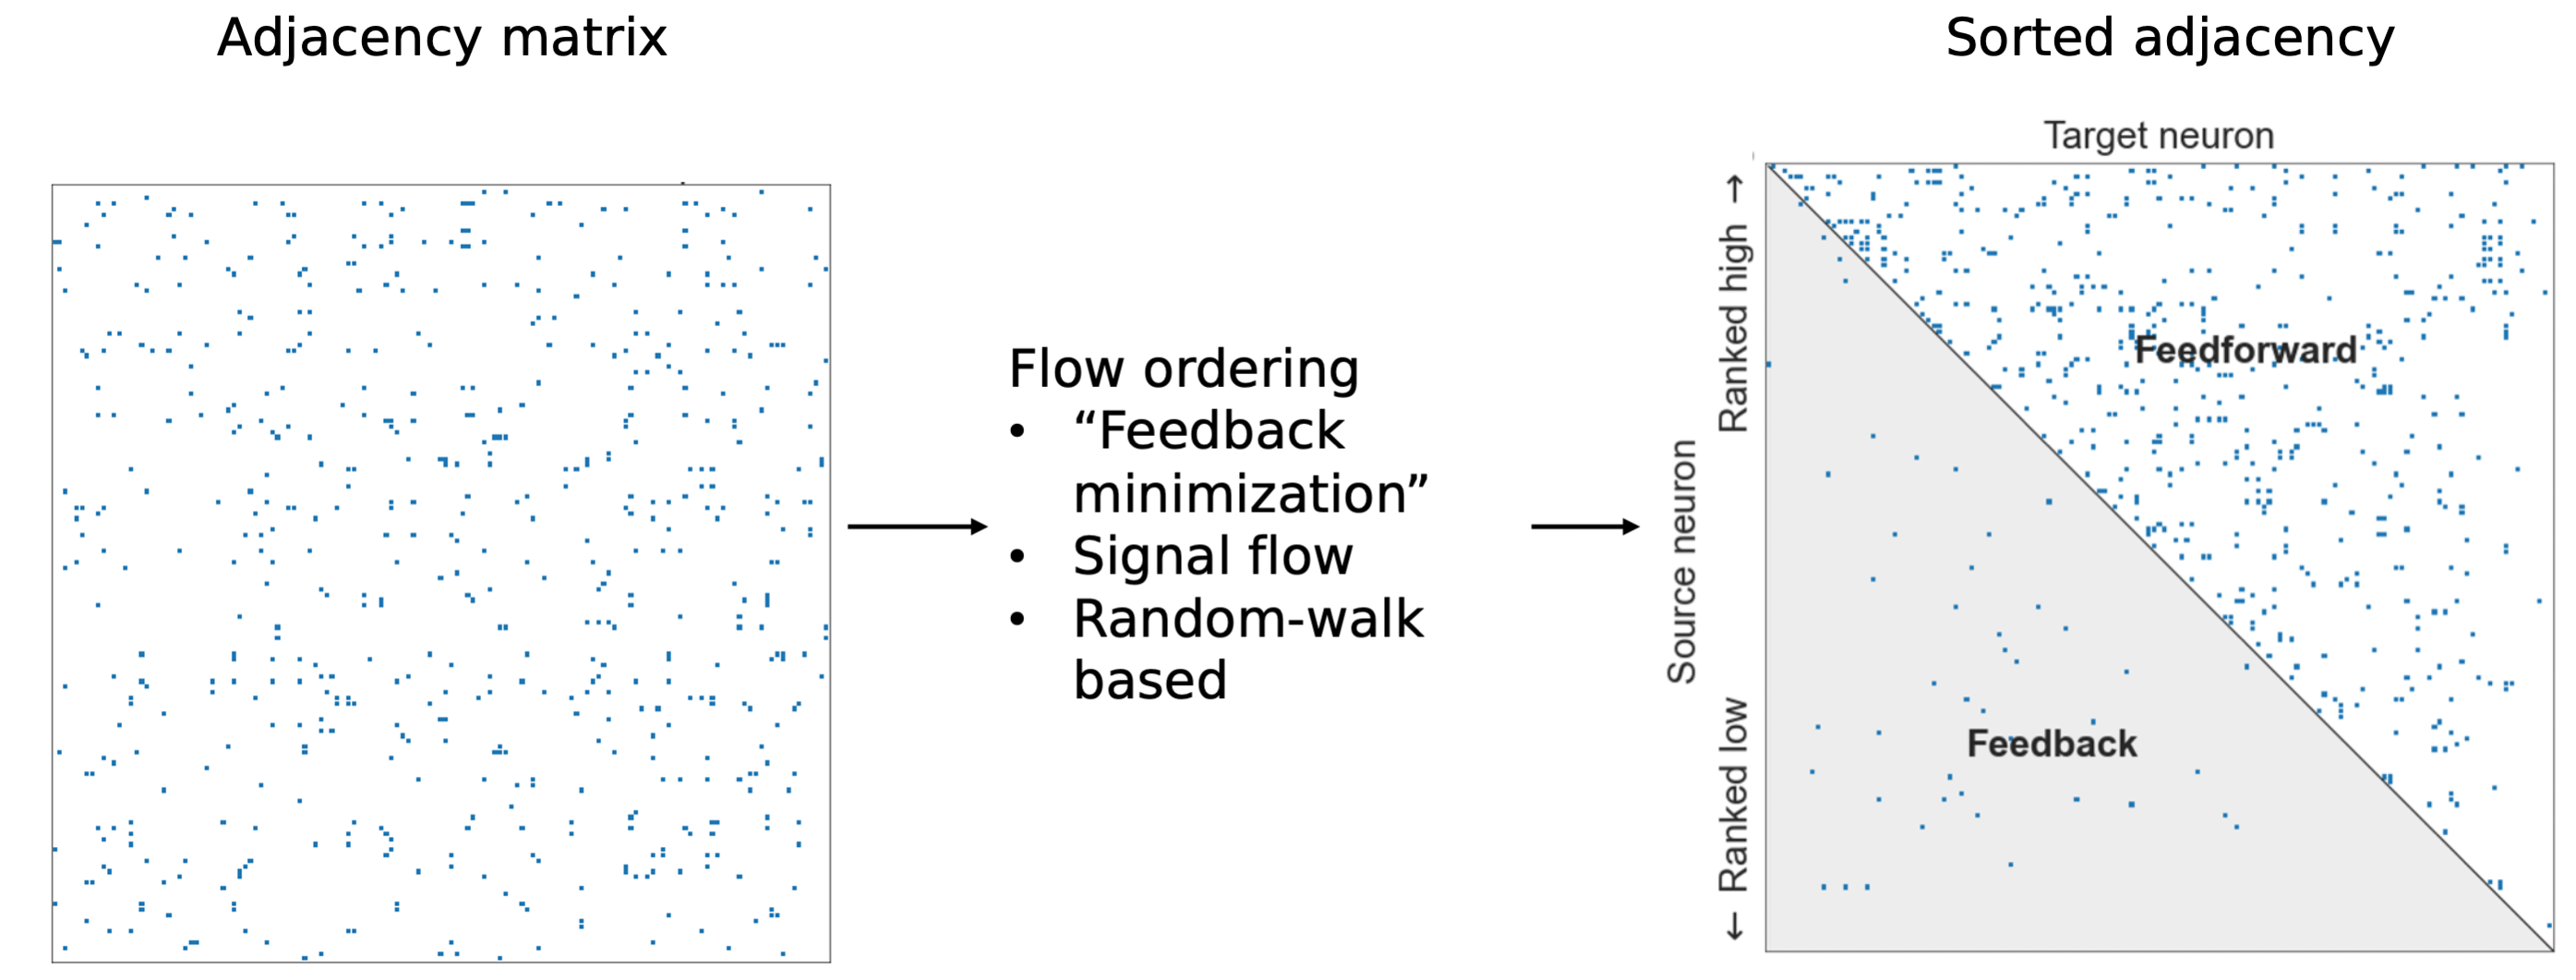 Adjacency matrix
Flow ordering
• “Feedback
minimization”
• Signal flow
• Random-walk
based
Sorted adjacency
Target neuron
Source neuron
← Ranked low
Ranked high →
Feedforward
Feedback